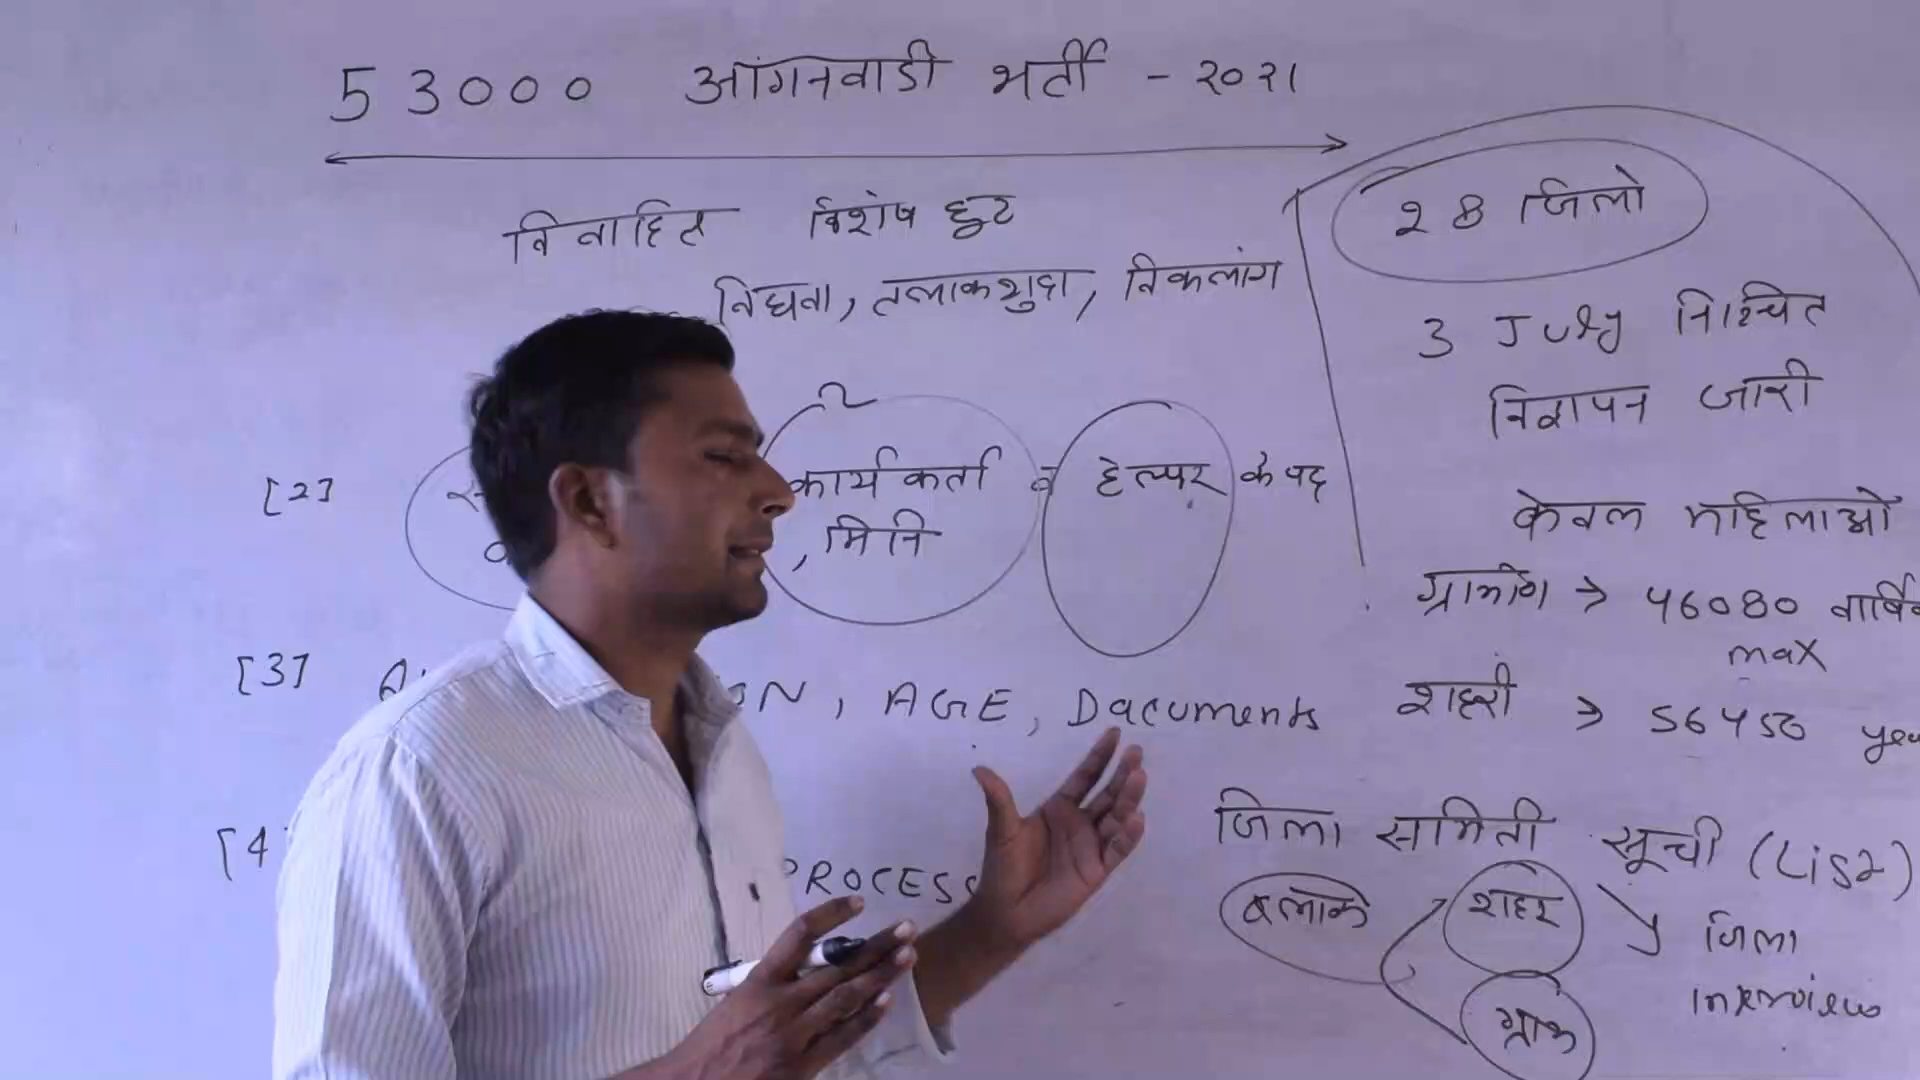 53000 आंगनवाडी भर्ती - २०२१
विवाहित विशेष छुट
विधवा, तलाकशुदा, विकलांग
[2] कार्यकर्ता व हेल्पर के पद
, मिनि
[3] ON, AGE, Documents
[4 PROCESS
28 जिलो
3 July निश्चित
विज्ञापन जारी
केवल महिलाओ
ग्रामीण → 46080 वार्षिक
max
शहरी → 56450
जिला समिती सूची (List)
ब्लाक शहर जिला
interview
ग्राम